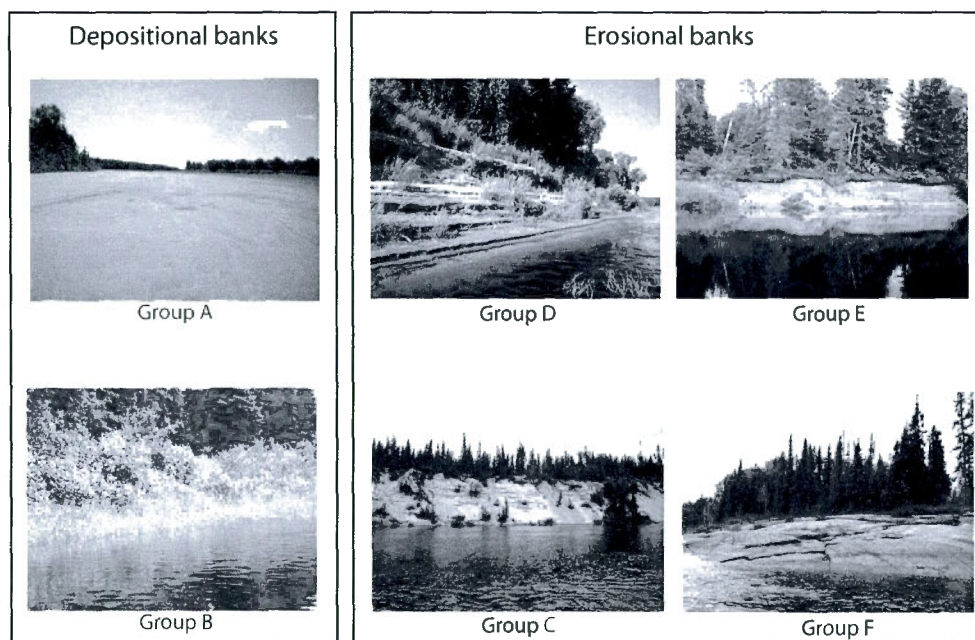 Depositional banks
Erosional banks
Group A
Group D
Group E
Group B
Group C
Group F